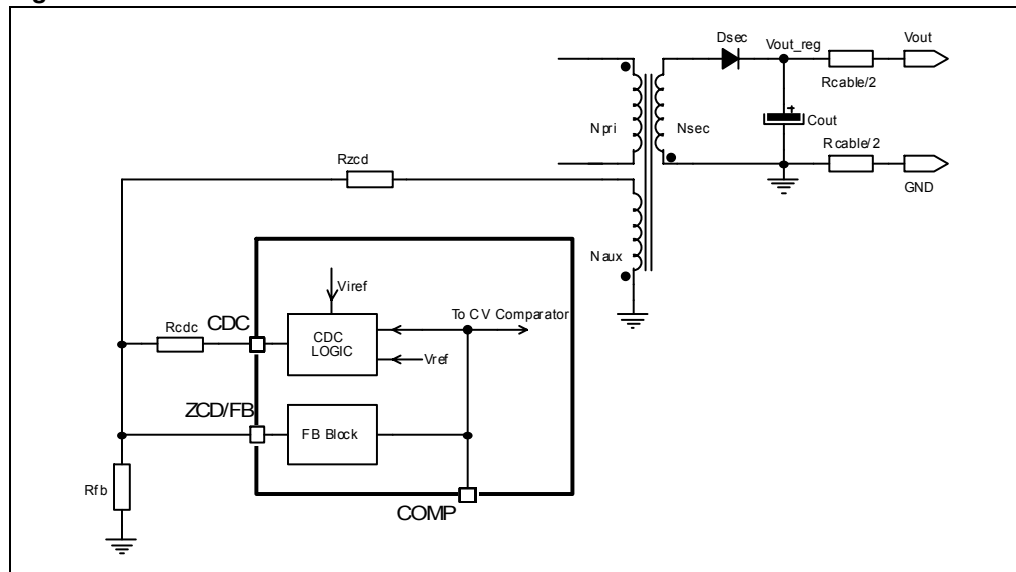 Dsec
Vout_reg
Vout
Rcable/2
Npri
Nsec
Cout
+
Rcable/2
GND
Rzcd
Naux
Viref
To CV Comparator
Rcdc
CDC
CDC
LOGIC
Vref
ZCD/FB
FB Block
Rfb
COMP